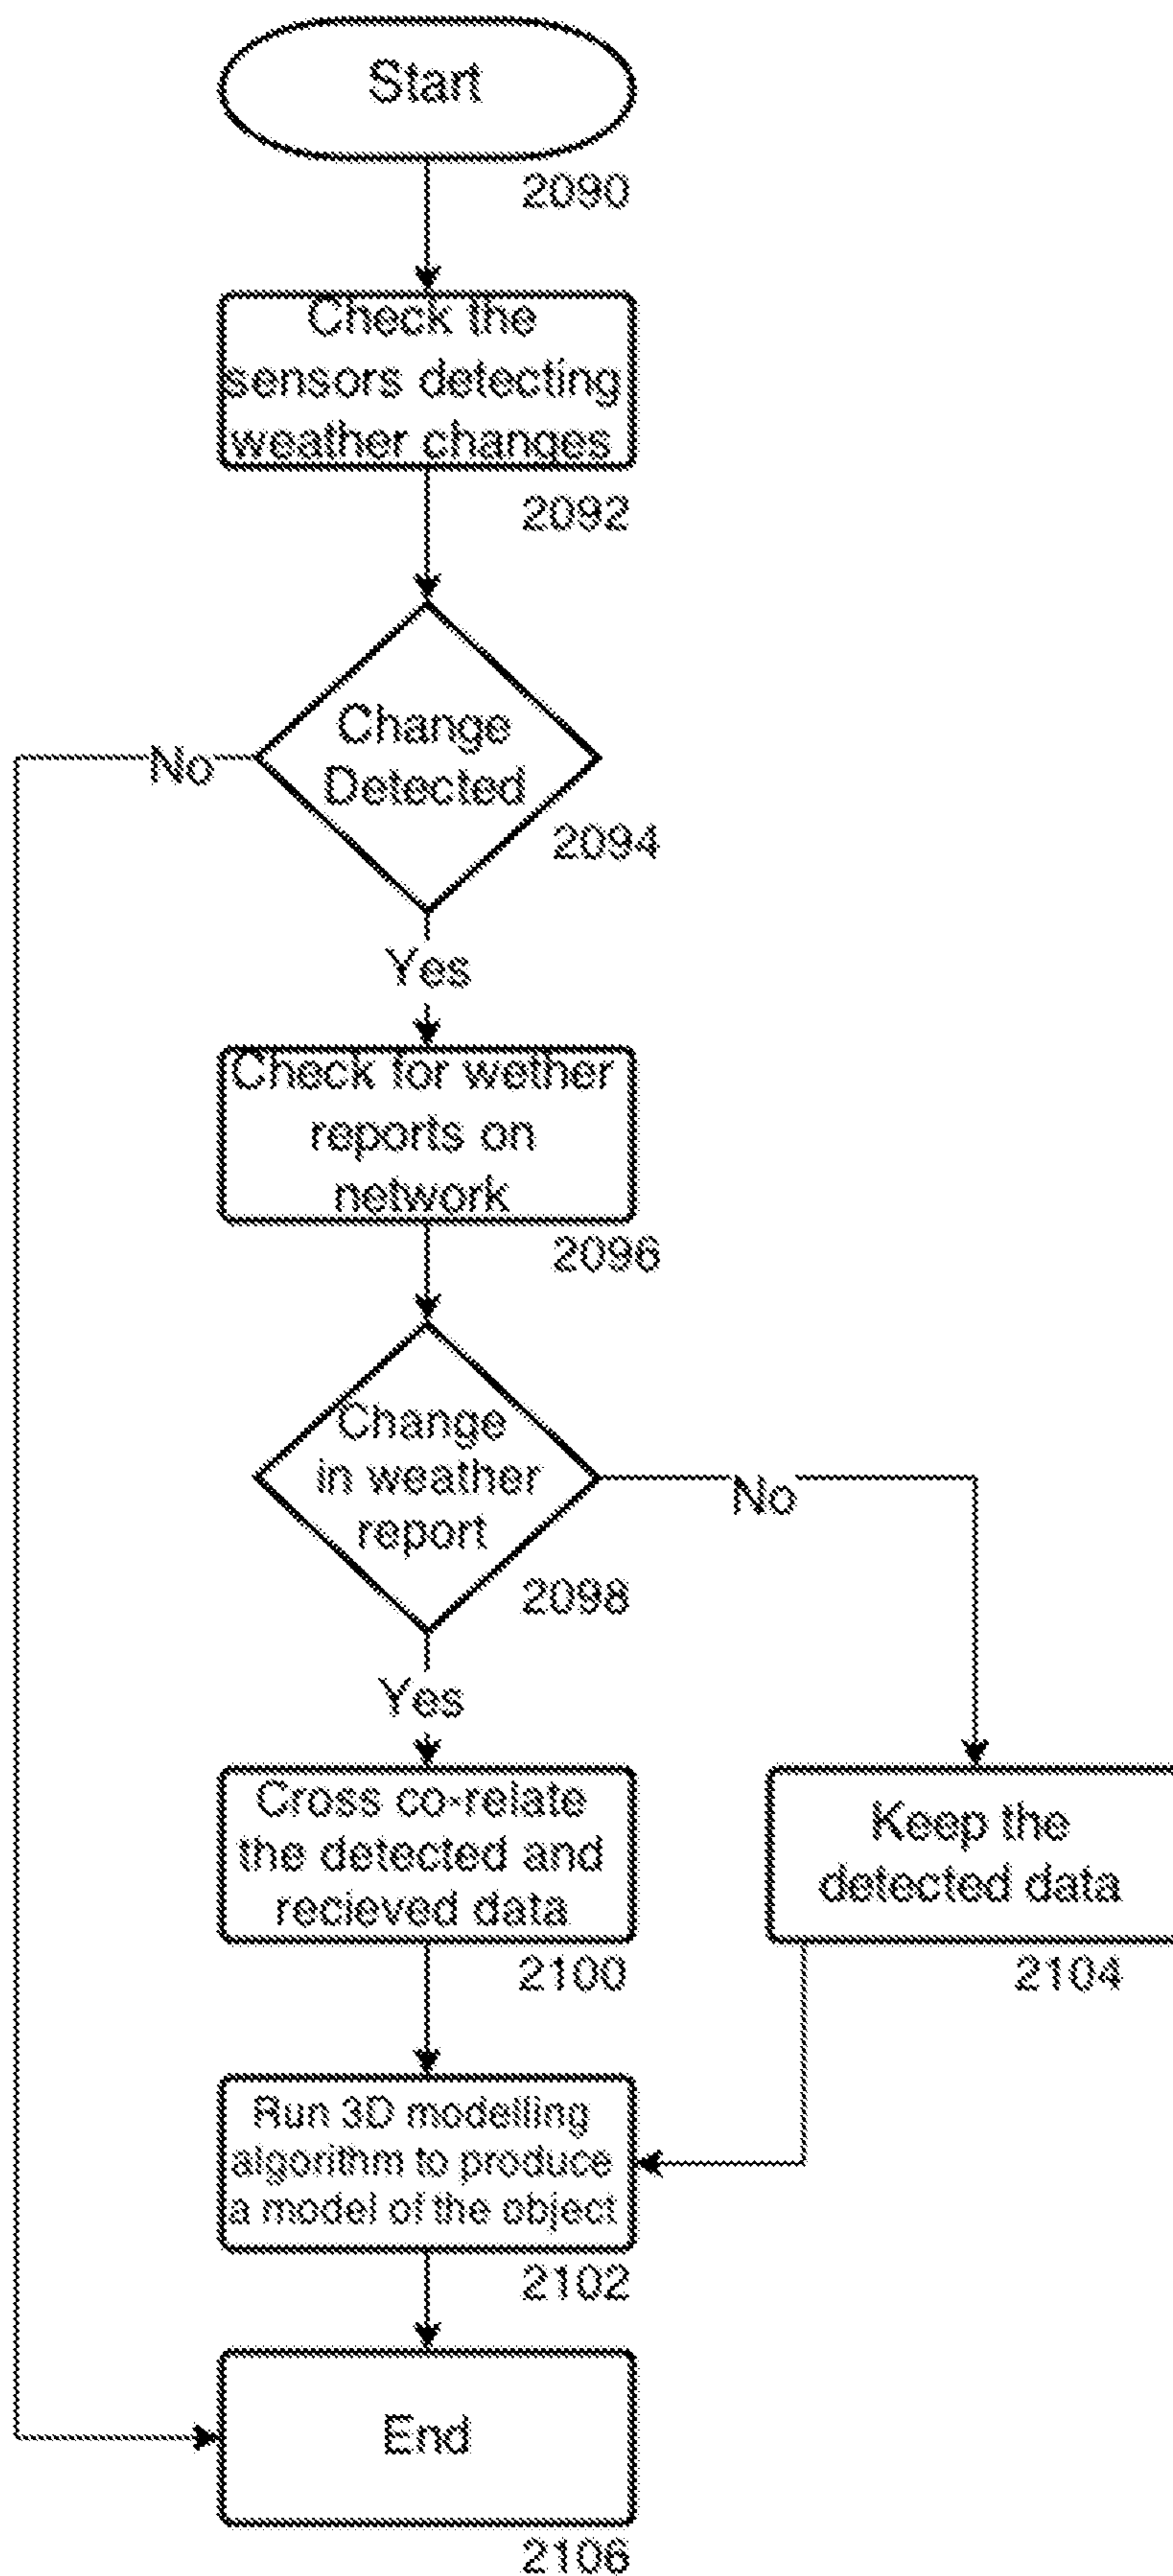 Start
2090
Check the
sensors detecting
weather changes
2092
Change
Detected
2094
No
Yes
Check for wether
reports on
network
2096
Change
in weather
report
2098
No
Yes
Cross co-relate
the detected and
recieved data
2100
Keep the
detected data
2104
Run 3D modelling
algorithm to produce
a model of the object
2102
End
2106